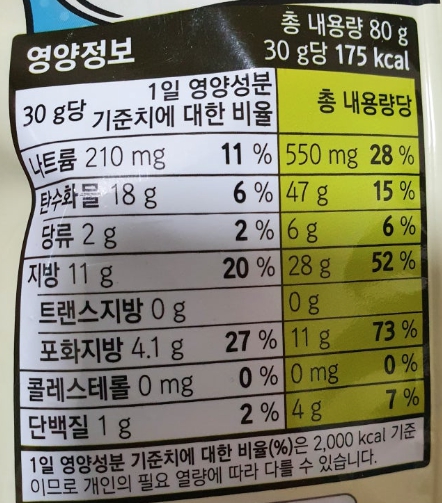 영양정보
총 내용량 80 g
30 g당 175 kcal
30 g당 1일 영양성분 기준치에 대한 비율 총 내용량당
나트륨 210 mg 11 % 550 mg 28 %
탄수화물 18 g 6 % 47 g 15 %
당류 2 g 2 % 6 g 6 %
지방 11 g 20 % 28 g 52 %
트랜스지방 0 g 0 g
포화지방 4.1 g 27 % 11 g 73 %
콜레스테롤 0 mg 0 % 0 mg 0 %
단백질 1 g 2 % 4 g 7 %
1일 영양성분 기준치에 대한 비율(%)은 2,000 kcal 기준
이므로 개인의 필요 열량에 따라 다를 수 있습니다.